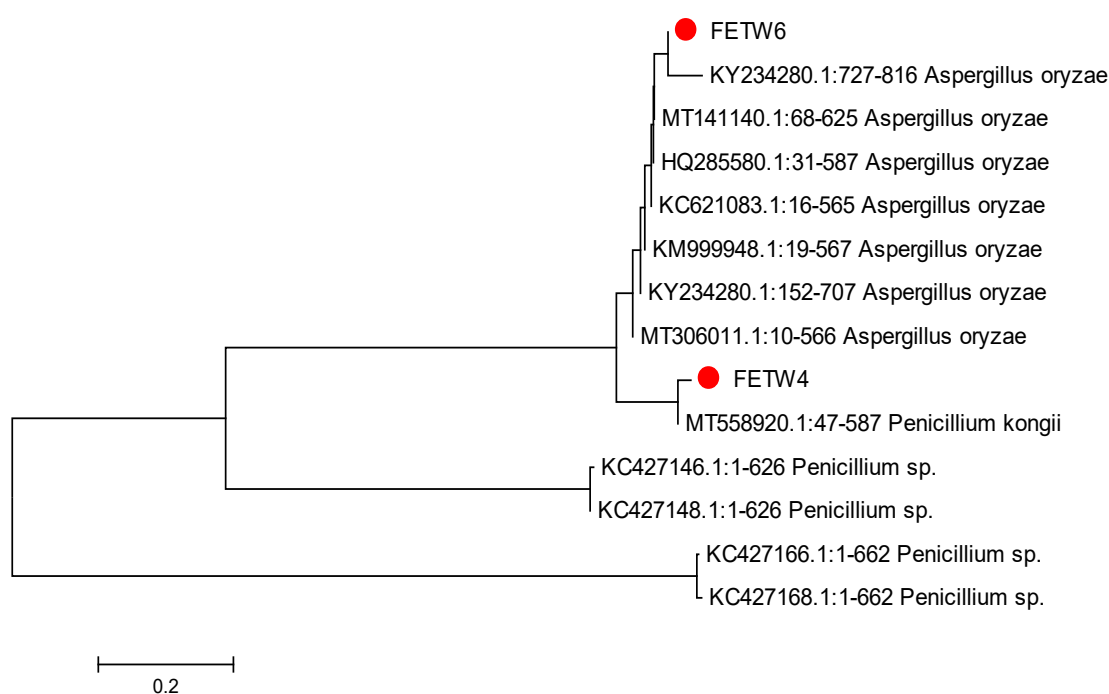 FETW6
KY234280.1:727-816 Aspergillus oryzae
MT141140.1:68-625 Aspergillus oryzae
HQ285580.1:31-587 Aspergillus oryzae
KC621083.1:16-565 Aspergillus oryzae
KM999948.1:19-567 Aspergillus oryzae
KY234280.1:152-707 Aspergillus oryzae
MT306011.1:10-566 Aspergillus oryzae
FETW4
MT558920.1:47-587 Penicillium kongii
KC427146.1:1-626 Penicillium sp.
KC427148.1:1-626 Penicillium sp.
KC427166.1:1-662 Penicillium sp.
KC427168.1:1-662 Penicillium sp.
0.2